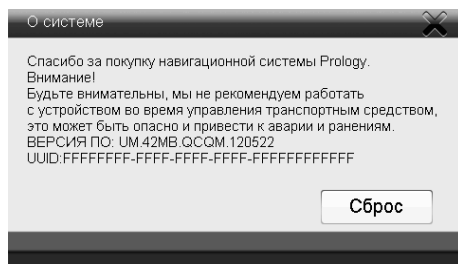 О системе
Спасибо за покупку навигационной системы Prology.
Внимание!
Будьте внимательны, мы не рекомендуем работать
с устройством во время управления транспортным средством,
это может быть опасно и привести к аварии и ранениям.
ВЕРСИЯ ПО: UM.42MB.QCQM.120522
UUID:FFFFFFFF-FFFF-FFFF-FFFF-FFFFFFFFFFFF
Сброс